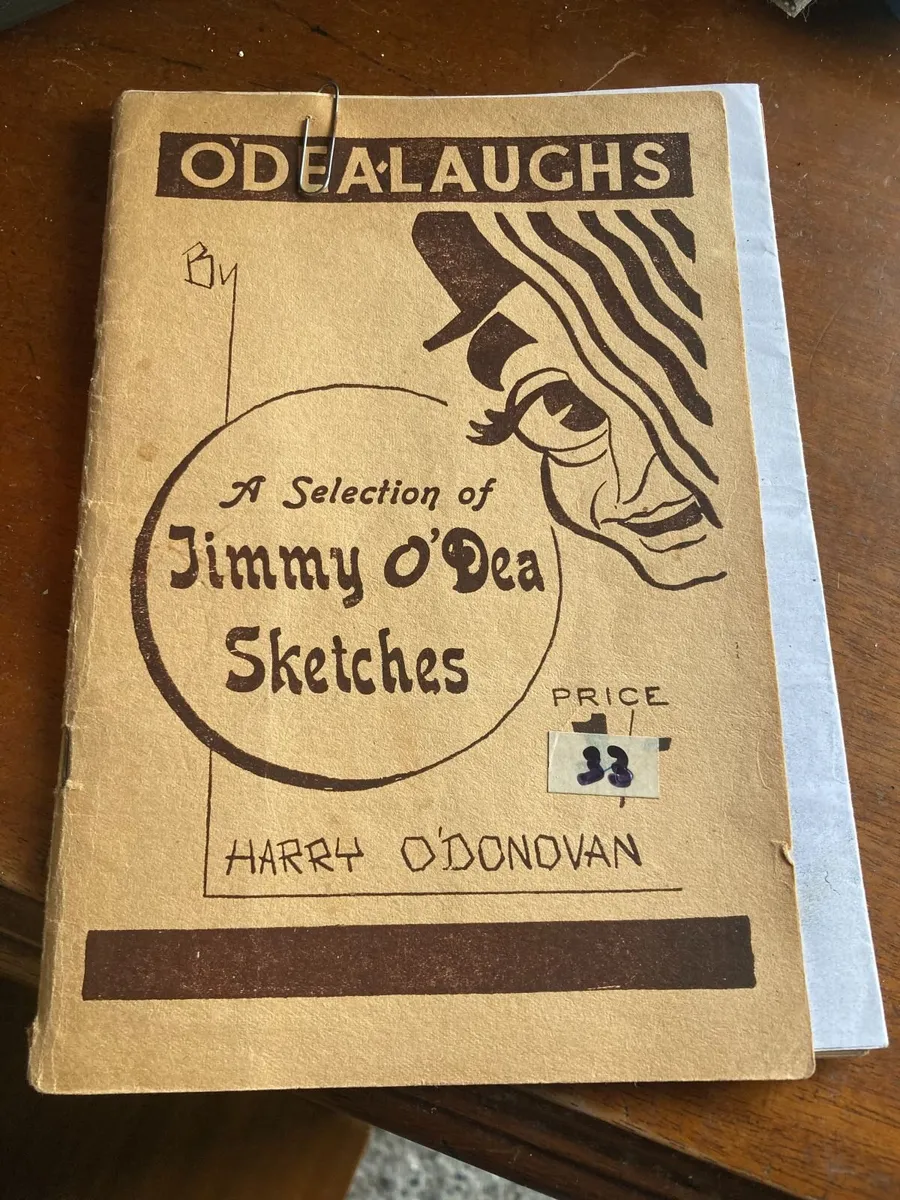 O'DEA·LAUGHS
By
A Selection of
Jimmy O'Dea
Sketches
PRICE
33
HARRY O'DONOVAN